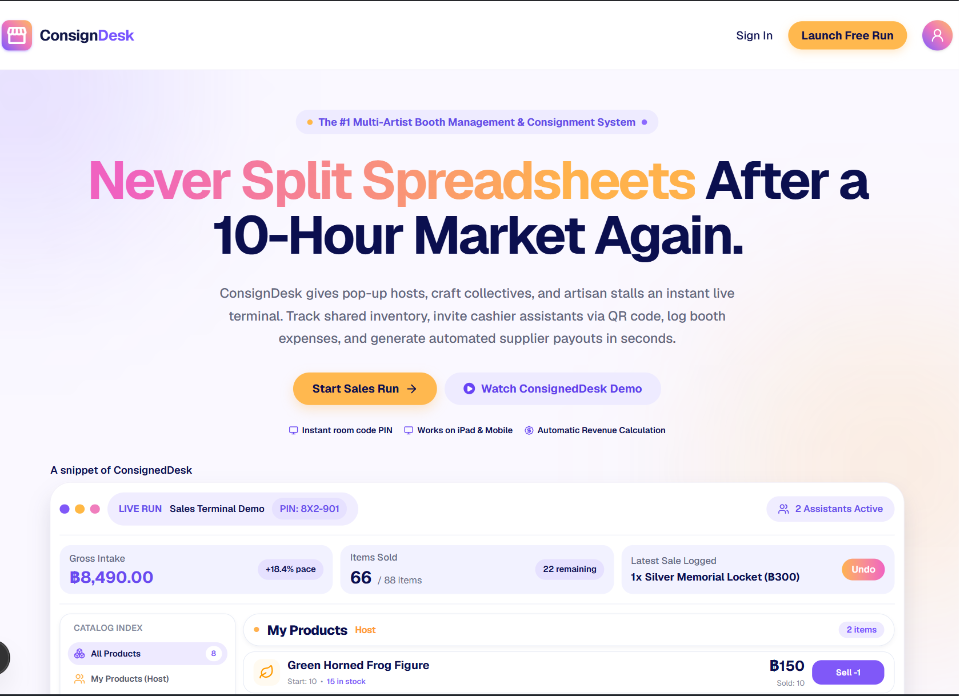 ConsignDesk
Sign In
Launch Free Run
The #1 Multi-Artist Booth Management & Consignment System
Never Split Spreadsheets After a
10-Hour Market Again.
ConsignDesk gives pop-up hosts, craft collectives, and artisan stalls an instant live
terminal. Track shared inventory, invite cashier assistants via QR code, log booth
expenses, and generate automated supplier payouts in seconds.
Start Sales Run →
Watch ConsignedDesk Demo
Instant room code PIN
Works on iPad & Mobile
Automatic Revenue Calculation
A snippet of ConsignedDesk
LIVE RUN Sales Terminal Demo PIN: 8X2-901
2 Assistants Active
Gross Intake
฿8,490.00
+18.4% pace
Items Sold
66 / 88 items
22 remaining
Latest Sale Logged
1x Silver Memorial Locket (฿300)
Undo
CATALOG INDEX
All Products 8
My Products (Host)
My Products Host
2 items
Green Horned Frog Figure
Start: 10 • 15 in stock
฿150
Sold: 10
Sell -1